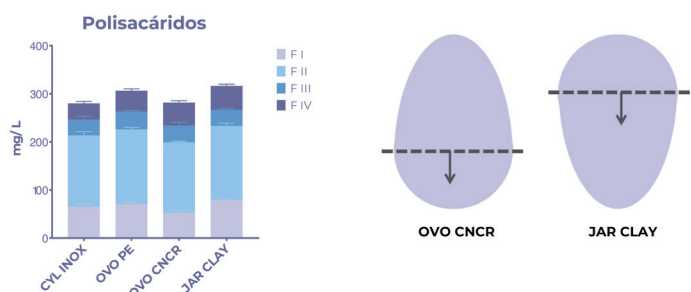 Polisacáridos
400
300
200
100
0
mg/ L
CYL INOX
OVO PE
OVO CNCR
JAR CLAY
F I
F II
F III
F IV
OVO CNCR
JAR CLAY